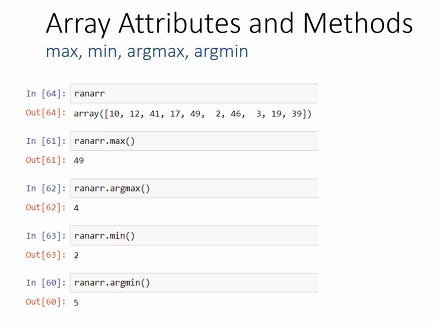 Array Attributes and Methods
max, min, argmax, argmin
In [64]: ranarr
Out[64]: array([10, 12, 41, 17, 49,  2, 46,  3, 19, 39])
In [61]: ranarr.max()
Out[61]: 49
In [62]: ranarr.argmax()
Out[62]: 4
In [63]: ranarr.min()
Out[63]: 2
In [60]: ranarr.argmin()
Out[60]: 5